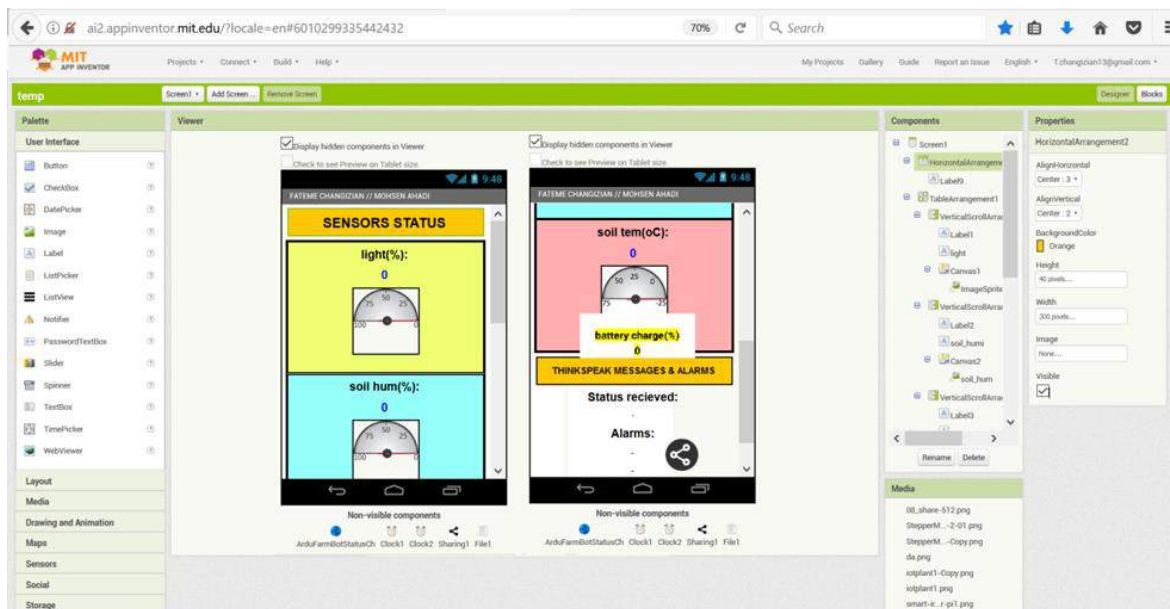 ai2.appinventor.mit.edu/?locale=en#6010299335442432
70%
Search
MIT
APP INVENTOR
Projects
Connect
Build
Help
My Projects
Gallery
Guide
Report an Issue
English
f.changizian13@gmail.com
temp
Screen1
Add Screen...
Remove Screen
Designer
Blocks
Palette
User Interface
Button
CheckBox
DatePicker
Image
Label
ListPicker
ListView
Notifier
PasswordTextBox
Slider
Spinner
TextBox
TimePicker
WebViewer
Layout
Media
Drawing and Animation
Maps
Sensors
Social
Storage
Viewer
Display hidden components in Viewer
Check to see Preview on Tablet size
9:48
FATEME CHANGIZIAN // MOHSEN AHADI
SENSORS STATUS
light(%):
0
75 50 25
100 0
soil hum(%):
0
75 50 25
100 0
Non-visible components
ArduFarmBotStatusCh Clock1 Clock2 Sharing1 File1
Display hidden components in Viewer
Check to see Preview on Tablet size
9:48
FATEME CHANGIZIAN // MOHSEN AHADI
soil tem(oC):
0
50 25 0
75 -25
battery charge(%)
0
THINKSPEAK MESSAGES & ALARMS
Status recieved:
-
Alarms:
-
-
Non-visible components
ArduFarmBotStatusCh Clock1 Clock2 Sharing1 File1
Components
Screen1
HorizontalArrangeme
Label9
TableArrangement1
VerticalScrollArra
Label1
light
Canvas1
ImageSprite
VerticalScrollArra
Label2
soil_humi
Canvas2
soil_hum
VerticalScrollArra
Label3
Rename
Delete
Media
08_share-512.png
StepperM...-2-01.png
StepperM...-Copy.png
da.png
iotplant1-Copy.png
iotplant1.png
smart-ir...r-pi1.png
Properties
HorizontalArrangement2
AlignHorizontal
Center : 3
AlignVertical
Center : 2
BackgroundColor
Orange
Height
40 pixels...
Width
300 pixels...
Image
None...
Visible